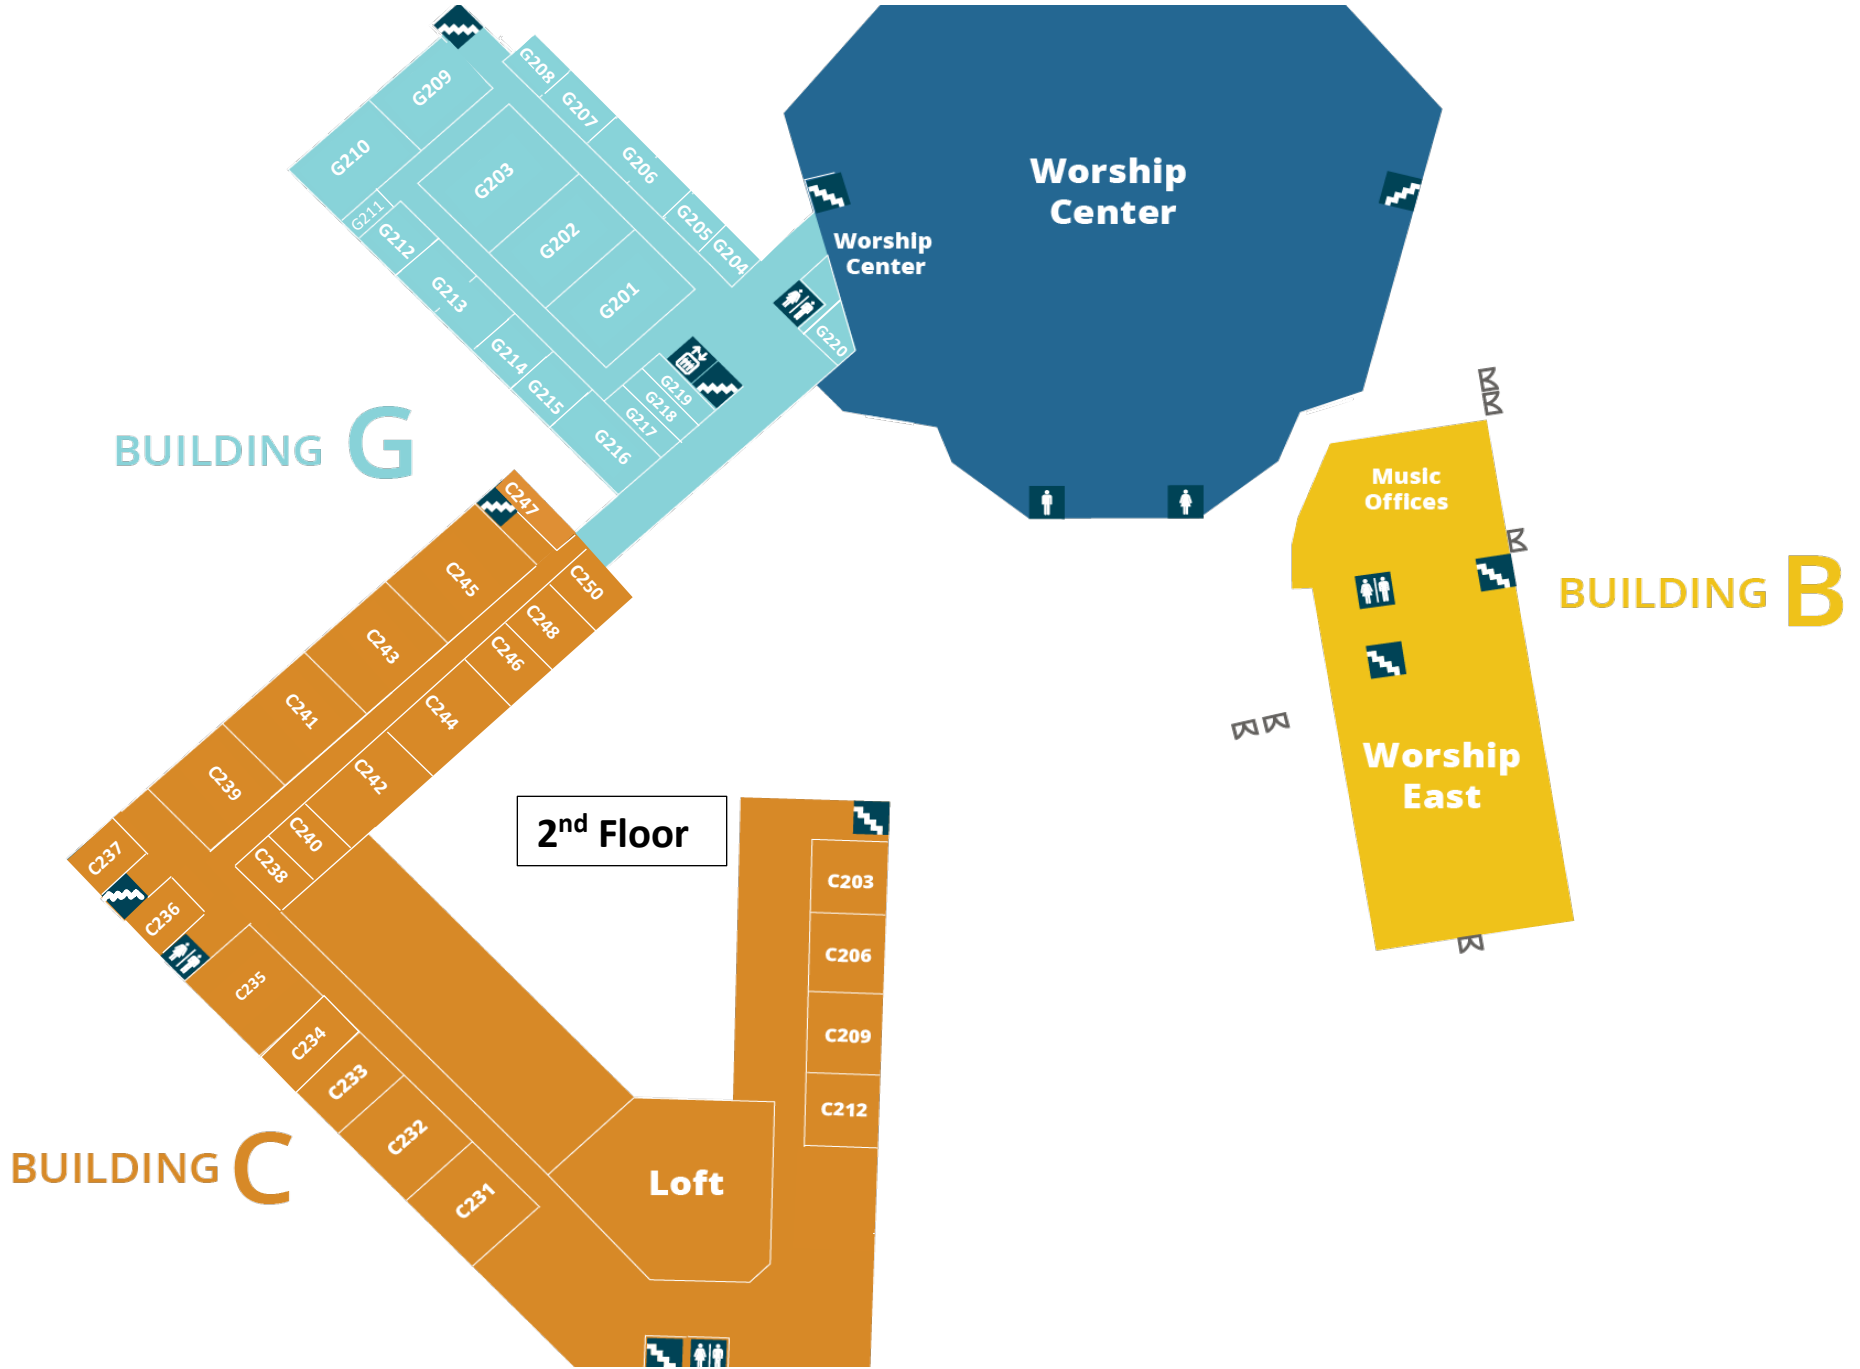 G208
G209
G207
G210
G206
G203
G211
G205
G212
G202
G204
G213
G201
G220
G214
G219
G215
G218
G217
G216
Worship
Center
Worship
Center
BUILDING G
Music
Offices
BUILDING B
Worship
East
C247
C245
C250
C248
C243
C246
C241
C244
C239
C242
C240
C237
C238
C236
2nd Floor
C203
C206
C209
C212
C235
C234
C233
C232
C231
Loft
BUILDING C